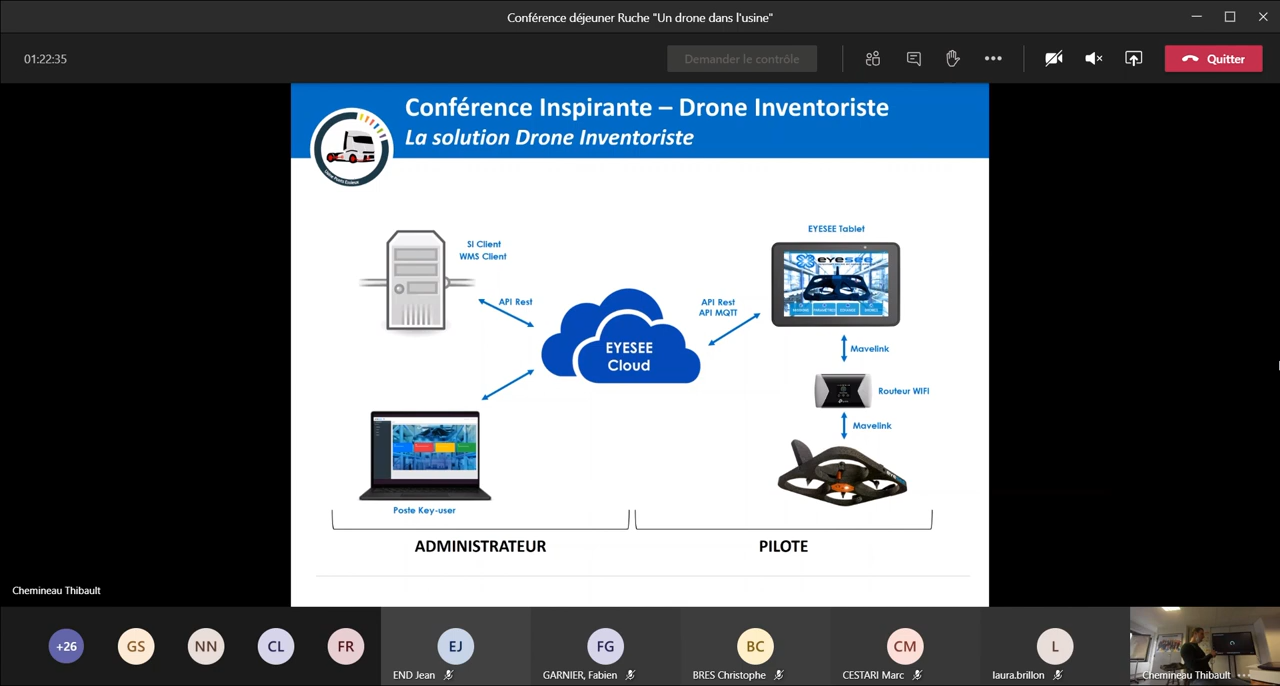 Conférence déjeuner Ruche "Un drone dans l'usine"
01:22:35
Demander le contrôle
Quitter
Conférence Inspirante – Drone Inventoriste
La solution Drone Inventoriste
SI Client
WMS Client
API Rest
EYESEE
Cloud
API Rest
API MQTT
EYESEE Tablet
eyesee
Mavelink
Routeur WIFI
Mavelink
Poste Key-user
ADMINISTRATEUR
PILOTE
Chemineau Thibault
+26
GS
NN
CL
FR
EJ
END Jean
FG
GARNIER, Fabien
BC
BRES Christophe
CM
CESTARI Marc
L
laura.brillon
Chemineau Thibault